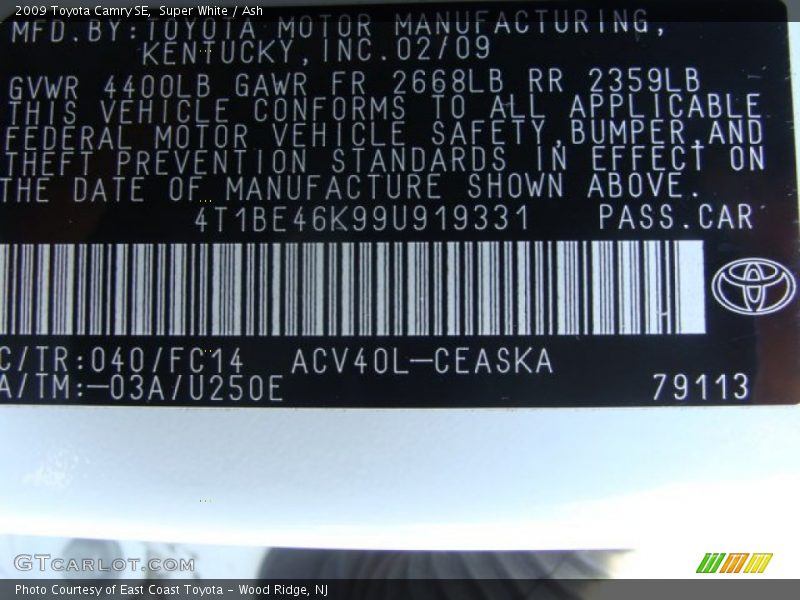 2009 Toyota Camry SE, Super White / Ash
MFD.BY:TOYOTA MOTOR MANUFACTURING,
KENTUCKY,INC.02/09
GVWR 4400LB GAWR FR 2668LB RR 2359LB
THIS VEHICLE CONFORMS TO ALL APPLICABLE
FEDERAL MOTOR VEHICLE SAFETY,BUMPER,AND
THEFT PREVENTION STANDARDS IN EFFECT ON
THE DATE OF MANUFACTURE SHOWN ABOVE.
4T1BE46K99U919331 PASS.CAR
C/TR:040/FC14 ACV40L-CEASKA
A/TM:-03A/U250E
79113
GTCARLOT.COM
Photo Courtesy of East Coast Toyota - Wood Ridge, NJ